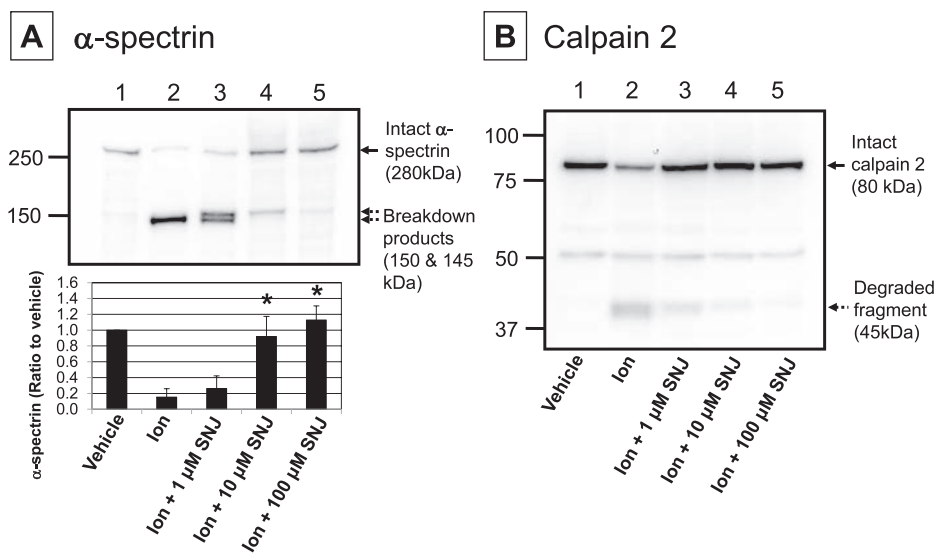 A α-spectrin
1 2 3 4 5
250
150
Intact α-
spectrin
(280kDa)
Breakdown
products
(150 & 145
kDa)
α-spectrin (Ratio to vehicle)
1.6
1.4
1.2
1.0
0.8
0.6
0.4
0.2
0.0
* *
Vehicle
Ion
Ion + 1 µM SNJ
Ion + 10 µM SNJ
Ion + 100 µM SNJ
B Calpain 2
1 2 3 4 5
100
75
50
37
Intact
calpain 2
(80 kDa)
Degraded
fragment
(45kDa)
Vehicle
Ion
Ion + 1 µM SNJ
Ion + 10 µM SNJ
Ion + 100 µM SNJ